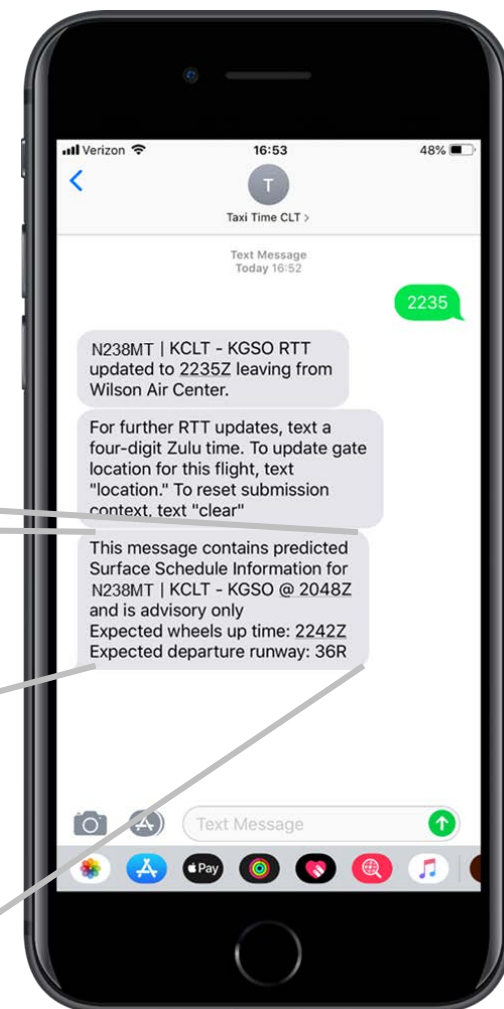 Verizon 16:53 48%
T
Taxi Time CLT >
Text Message
Today 16:52
2235
N238MT | KCLT - KGSO RTT
updated to 2235Z leaving from
Wilson Air Center.
For further RTT updates, text a
four-digit Zulu time. To update gate
location for this flight, text
"location." To reset submission
context, text "clear"
This message contains predicted
Surface Schedule Information for
N238MT | KCLT - KGSO @ 2048Z
and is advisory only
Expected wheels up time: 2242Z
Expected departure runway: 36R
Text Message
Pay